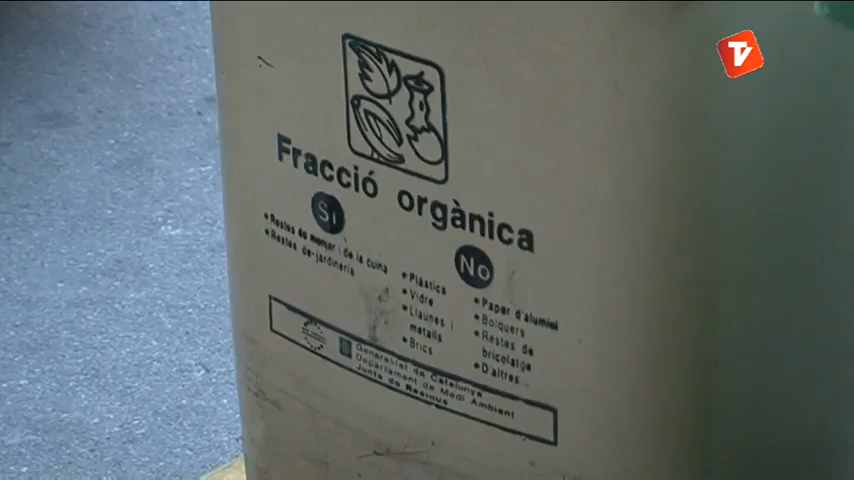 TV
Fracció orgànica
Sí
• Restes de menjar i de la cuina
• Restes de jardineria
No
• Plàstics
• Vidre
• Llaunes i
metalls
• Brics
• Paper d'alumini
• Bolquers
• Restes de
bricolatge
• D'altres
Generalitat de Catalunya
Departament de Medi Ambient
Junta de Residus